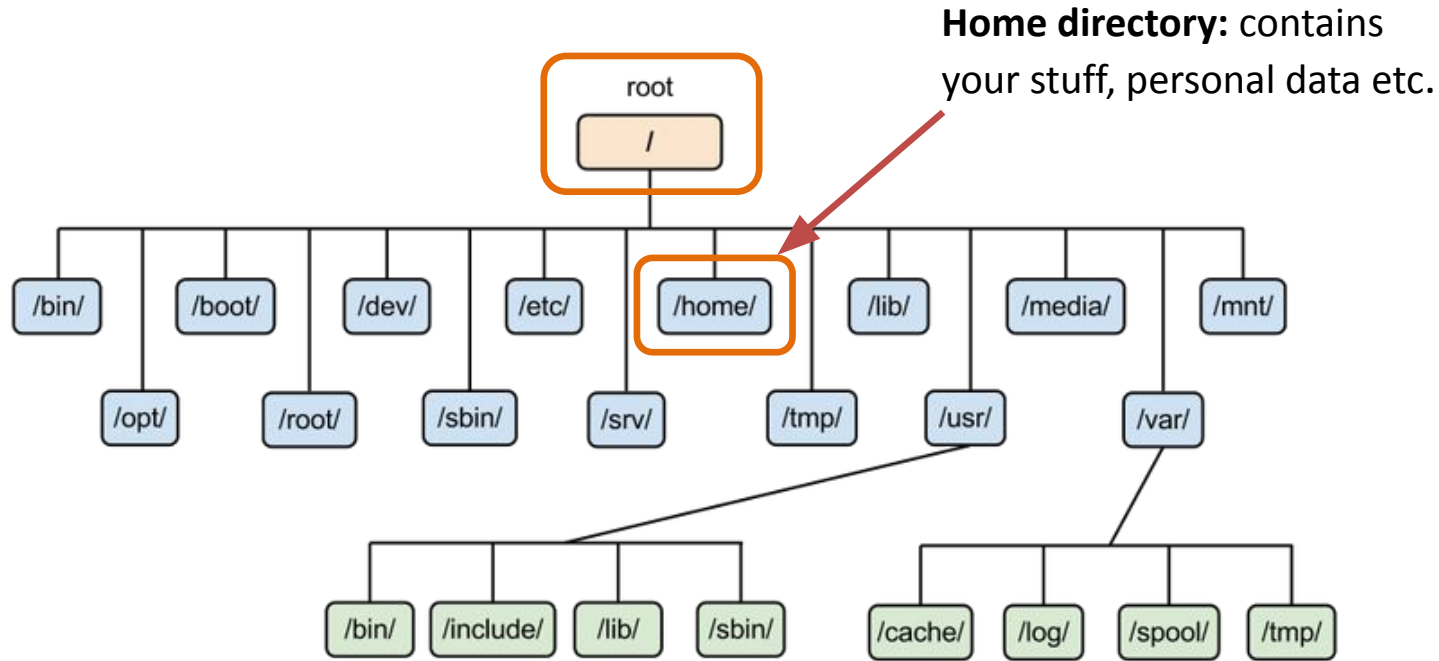 Home directory: contains
your stuff, personal data etc.
root
/
/bin/
/boot/
/dev/
/etc/
/home/
/lib/
/media/
/mnt/
/opt/
/root/
/sbin/
/srv/
/tmp/
/usr/
/var/
/bin/
/include/
/lib/
/sbin/
/cache/
/log/
/spool/
/tmp/